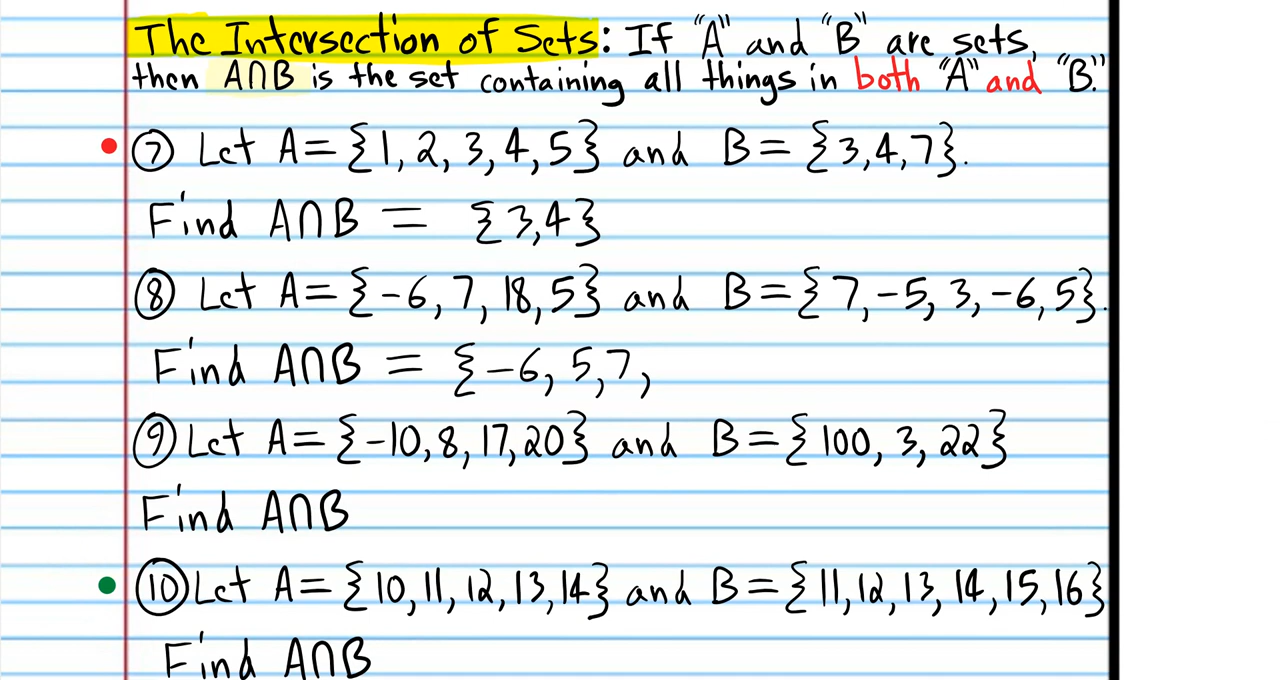 The Intersection of Sets: If "A" and "B" are sets,
then A∩B is the set containing all things in both "A" and "B."
⑦ Let A = {1, 2, 3, 4, 5} and B = {3, 4, 7}.
Find A∩B = {3,4}
⑧ Let A = {-6, 7, 18, 5} and B = {7, -5, 3, -6, 5}.
Find A∩B = {-6, 5, 7,
⑨ Let A = {-10, 8, 17, 20} and B = {100, 3, 22}
Find A∩B
⑩ Let A = {10, 11, 12, 13, 14} and B = {11, 12, 13, 14, 15, 16}
Find A∩B